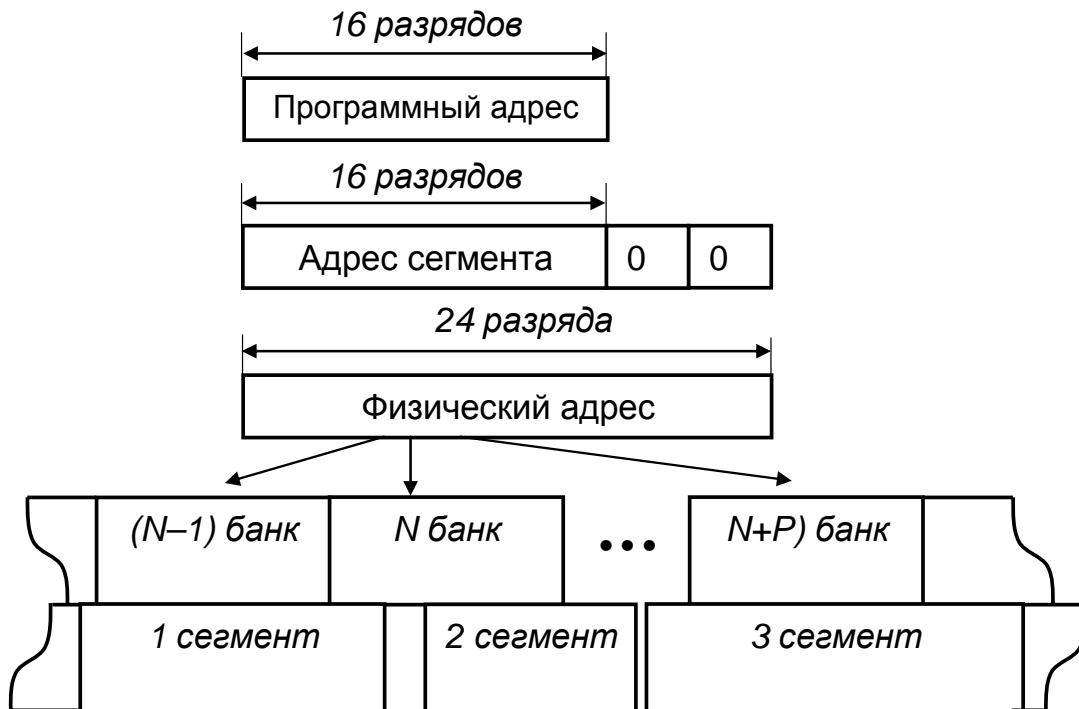 16 разрядов
Программный адрес
16 разрядов
Адрес сегмента 0 0
24 разряда
Физический адрес
(N–1) банк N банк ••• N+P) банк
1 сегмент 2 сегмент 3 сегмент